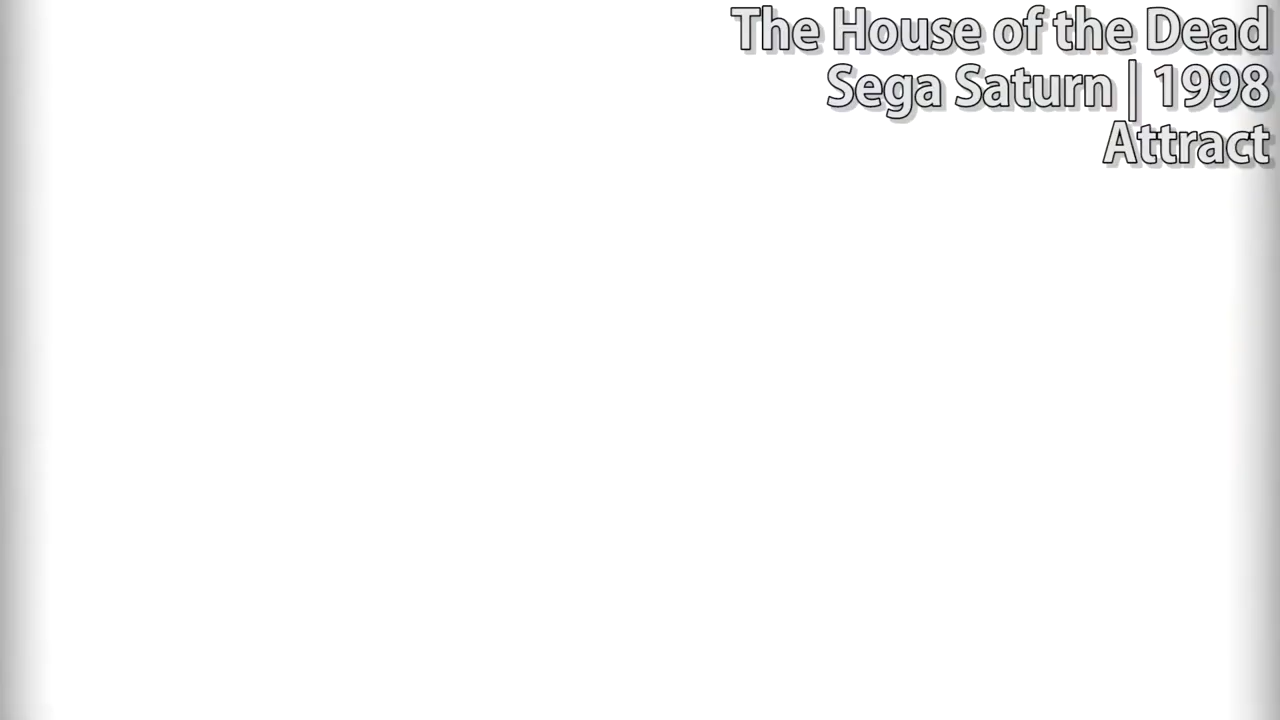 The House of the Dead
Sega Saturn | 1998
Attract